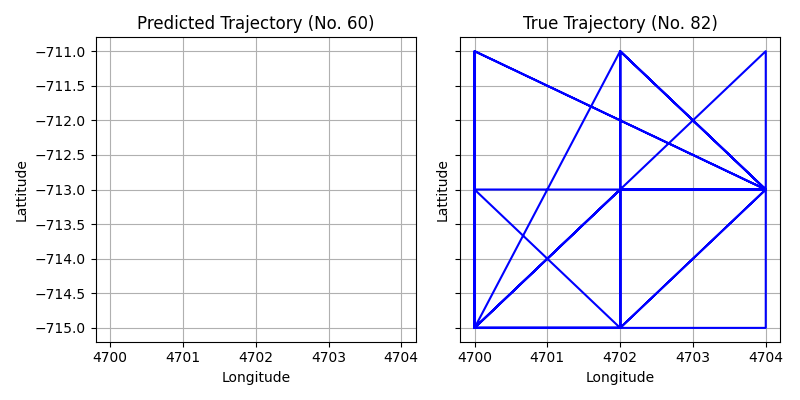 Predicted Trajectory (No. 60)
True Trajectory (No. 82)
−711.0
−711.5
−712.0
−712.5
−713.0
−713.5
−714.0
−714.5
−715.0
Lattitude
Lattitude
4700 4701 4702 4703 4704
4700 4701 4702 4703 4704
Longitude
Longitude